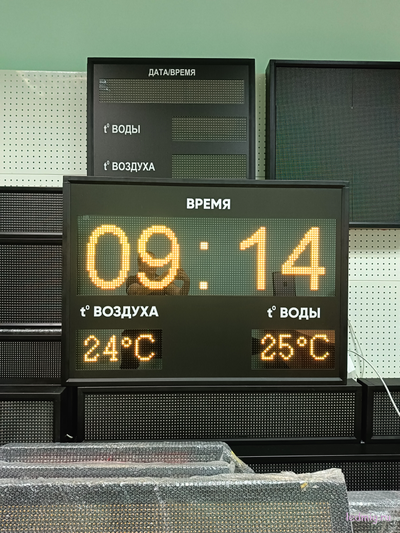 ДАТА/ВРЕМЯ
t° ВОДЫ
t° ВОЗДУХА
ВРЕМЯ
09:14
t° ВОЗДУХА t° ВОДЫ
24°C 25°C